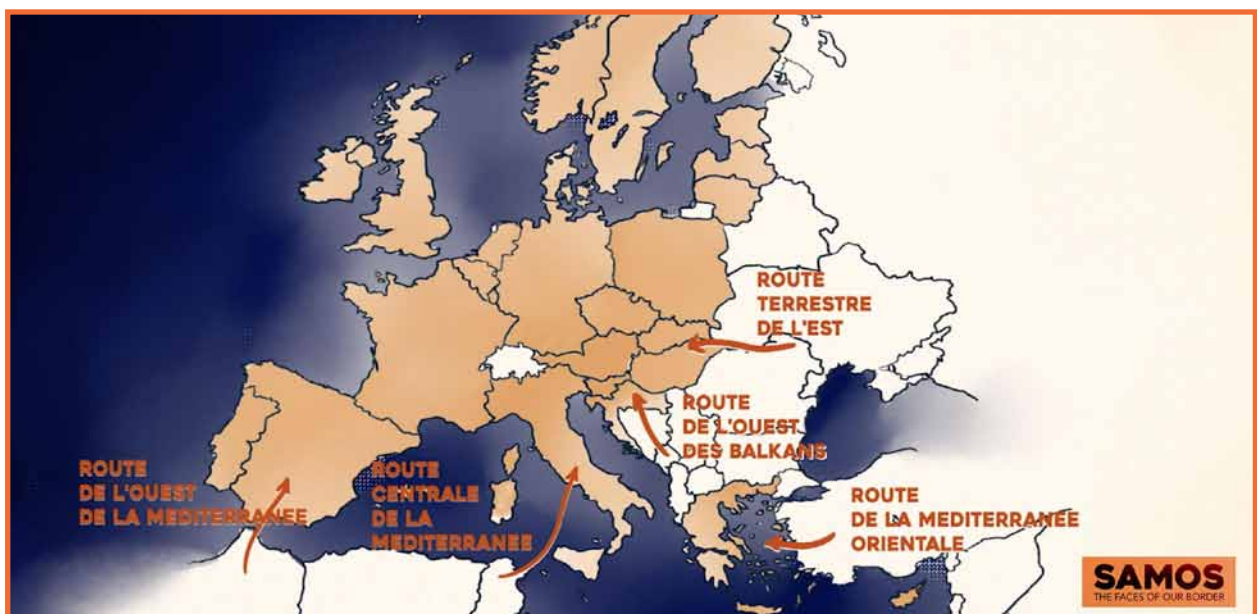 ROUTE
TERRESTRE
DE L'EST
ROUTE
DE L'OUEST
DES BALKANS
ROUTE
DE L'OUEST
DE LA MEDITERRANEE
ROUTE
CENTRALE
DE LA
MEDITERRANEE
ROUTE
DE LA MEDITERRANEE
ORIENTALE
SAMOS
THE FACES OF OUR BORDER